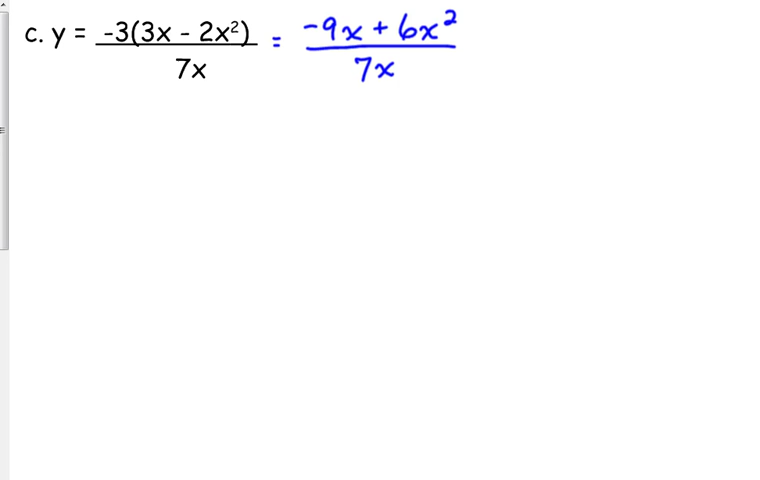 c. y = -3(3x - 2x²) / 7x = -9x + 6x² / 7x